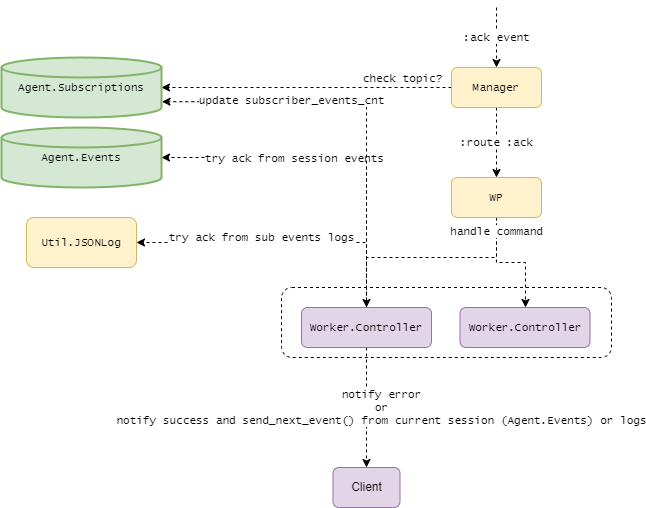 :ack event
check topic?
Agent.Subscriptions
Manager
update subscriber_events_cnt
:route :ack
Agent.Events
try ack from session events
WP
handle command
Util.JSONLog
try ack from sub events logs
Worker.Controller
Worker.Controller
notify error
or
notify success and send_next_event() from current session (Agent.Events) or logs
Client